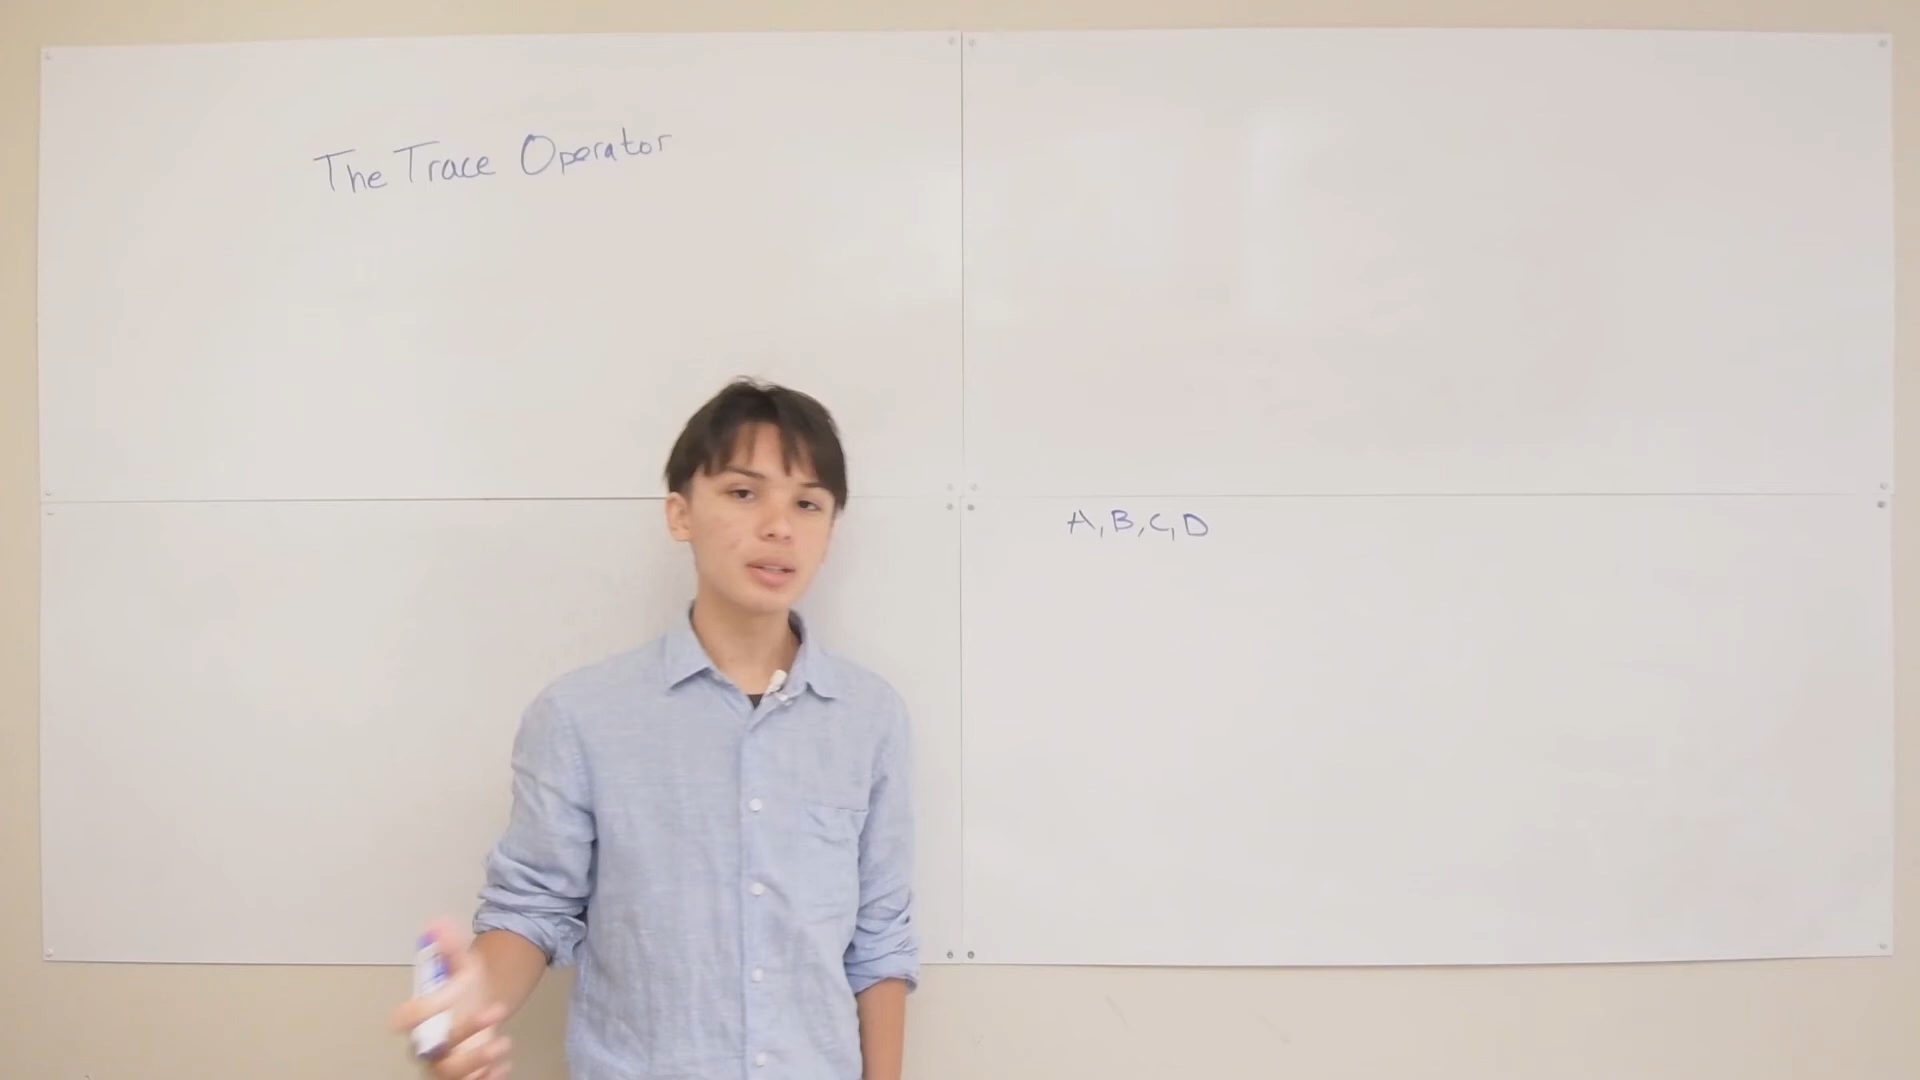 The Trace Operator
A, B, C, D